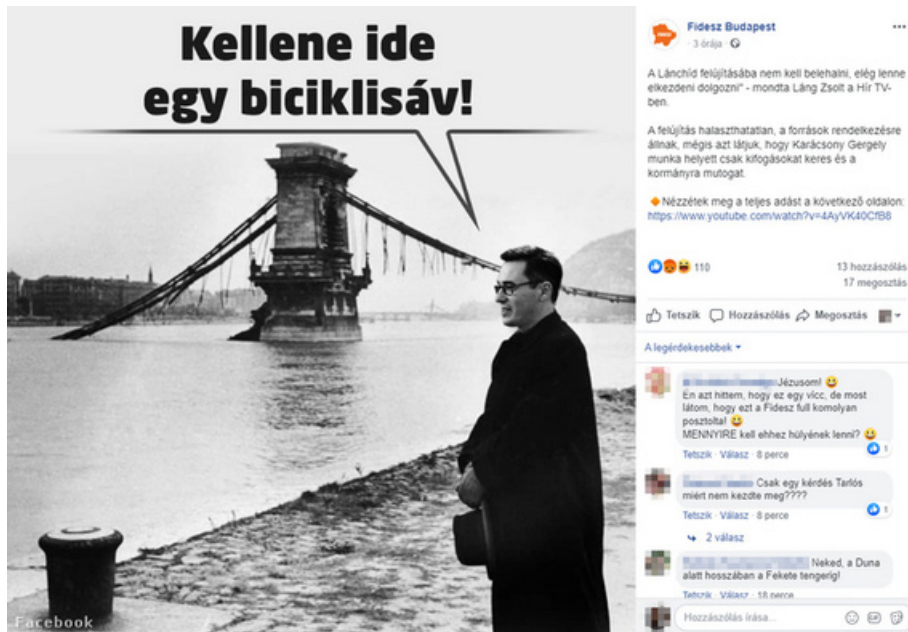 Kellene ide
egy biciklisáv!
Facebook
Fidesz Budapest
3 órája
A Lánchíd felújításába nem kell belehalni, elég lenne
elkezdeni dolgozni" - mondta Láng Zsolt a Hír TV-
ben.
A felújítás halaszthatatlan, a források rendelkezésre
állnak, mégis azt látjuk, hogy Karácsony Gergely
munka helyett csak kifogásokat keres és a
kormányra mutogat.
Nézzétek meg a teljes adást a következő oldalon:
https://www.youtube.com/watch?v=4AyVK40CfB8
110
13 hozzászólás
17 megosztás
Tetszik Hozzászólás Megosztás
A legérdekesebbek
Jézusom!
Én azt hittem, hogy ez egy vicc, de most
látom, hogy ezt a Fidesz full komolyan
posztolta!
MENNYIRE kell ehhez hülyének lenni?
1
Tetszik · Válasz · 8 perce
Csak egy kérdés Tarlós
miért nem kezdte meg????
1
Tetszik · Válasz · 8 perce
2 válasz
Neked, a Duna
alatt hosszában a Fekete tengerig!
Tetszik · Válasz · 18 perce
Hozzászólás írása...
GIF